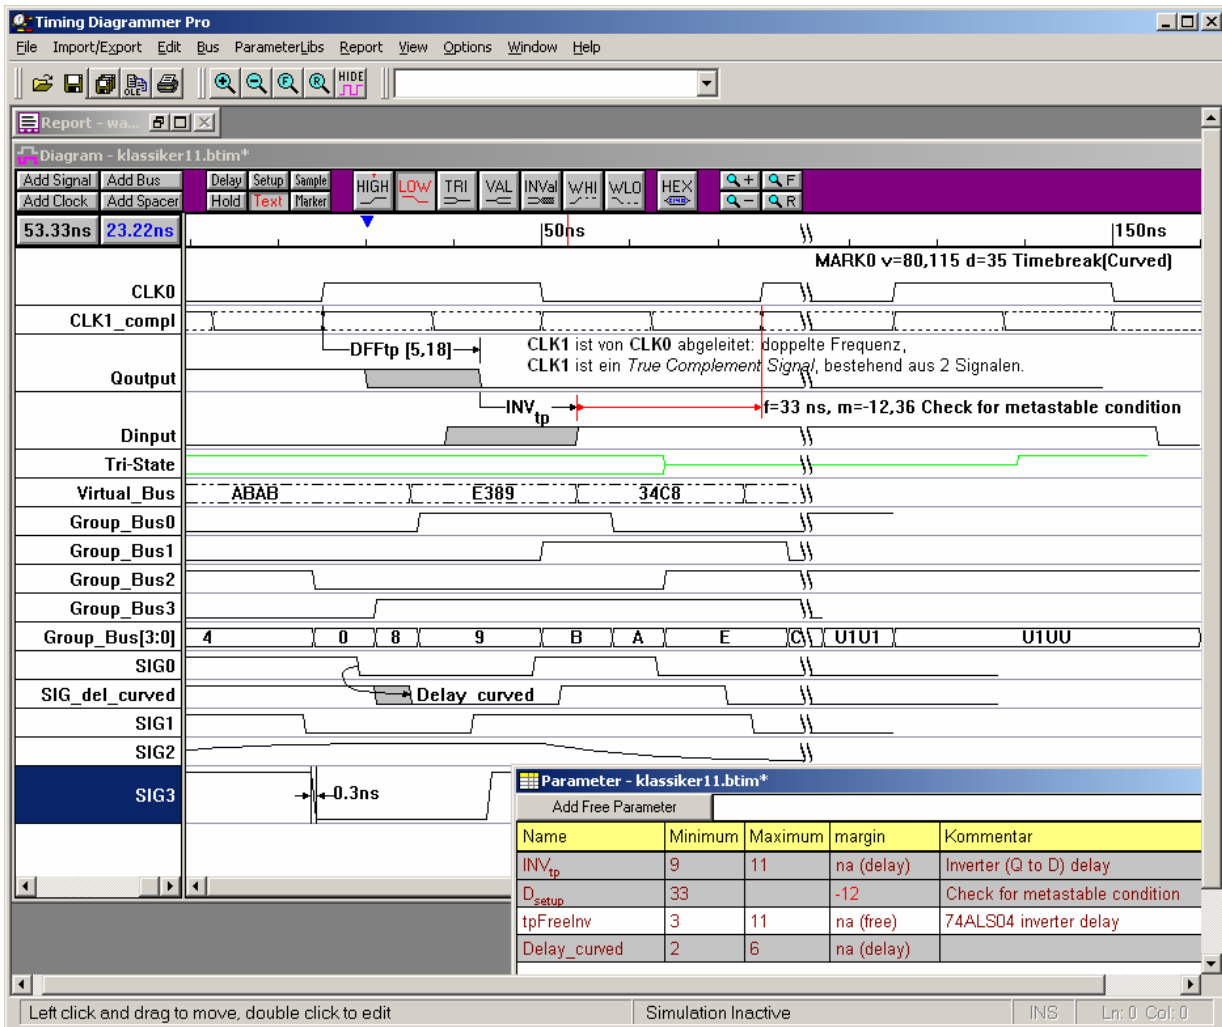 Timing Diagrammer Pro
File Import/Export Edit Bus ParameterLibs Report View Options Window Help
OLE F R HIDE
Report - wa...
Diagram - klassiker11.btim*
Add Signal Add Bus Delay Setup Sample HIGH LOW TRI VAL INVal WHI WLO HEX + F
Add Clock Add Spacer Hold Text Marker - R
53.33ns 23.22ns 50ns 150ns
MARK0 v=80,115 d=35 Timebreak(Curved)
CLK0
CLK1_compl
DFFtp [5,18] CLK1 ist von CLK0 abgeleitet: doppelte Frequenz,
CLK1 ist ein True Complement Signal, bestehend aus 2 Signalen.
Qoutput
INVtp f=33 ns, m=-12,36 Check for metastable condition
Dinput
Tri-State
Virtual_Bus ABAB E389 34C8
Group_Bus0
Group_Bus1
Group_Bus2
Group_Bus3
Group_Bus[3:0] 4 0 8 9 B A E C U1U1 U1UU
SIG0
SIG_del_curved Delay_curved
SIG1
SIG2
SIG3 0.3ns
Parameter - klassiker11.btim*
Add Free Parameter
Name Minimum Maximum margin Kommentar
INVtp 9 11 na (delay) Inverter (Q to D) delay
Dsetup 33 -12 Check for metastable condition
tpFreeInv 3 11 na (free) 74ALS04 inverter delay
Delay_curved 2 6 na (delay)
Left click and drag to move, double click to edit Simulation Inactive INS Ln: 0 Col: 0